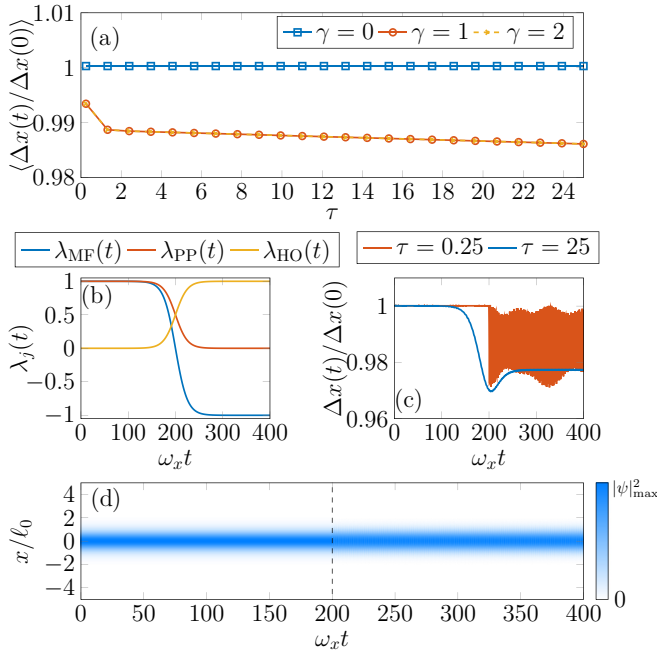 1.01
(a)
γ = 0
γ = 1
γ = 2
1
0.99
0.98
⟨Δx(t)/Δx(0)⟩
0 2 4 6 8 10 12 14 16 18 20 22 24
τ
λ_MF(t) λ_PP(t) λ_HO(t)
(b)
1
0.5
0
−0.5
−1
λ_j(t)
0 100 200 300 400
ω_x t
τ = 0.25 τ = 25
1
0.98
0.96
Δx(t)/Δx(0)
(c)
0 100 200 300 400
ω_x t
(d)
4
2
0
−2
−4
x/ℓ_0
0 50 100 150 200 250 300 350 400
ω_x t
|ψ|²_max
0